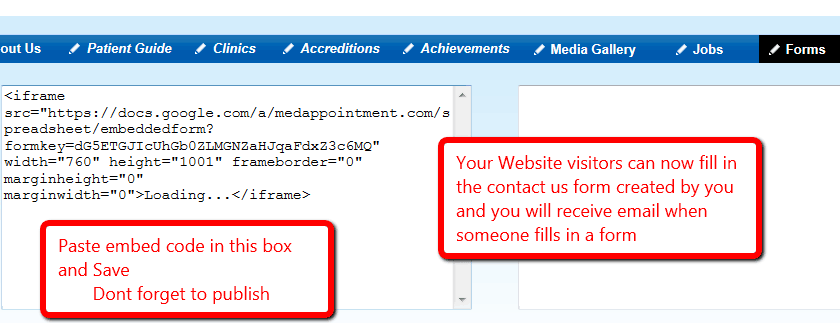 out Us Patient Guide Clinics Accreditions Achievements Media Gallery Jobs Forms
<iframe
src="https://docs.google.com/a/medappointment.com/s
preadsheet/embeddedform?
formkey=dG5ETGJIcUhGb0ZLMGNZaHJqaFdxZ3c6MQ"
width="760" height="1001" frameborder="0"
marginheight="0"
marginwidth="0">Loading...</iframe>
Your Website visitors can now fill in
the contact us form created by you
and you will receive email when
someone fills in a form
Paste embed code in this box
and Save
Dont forget to publish